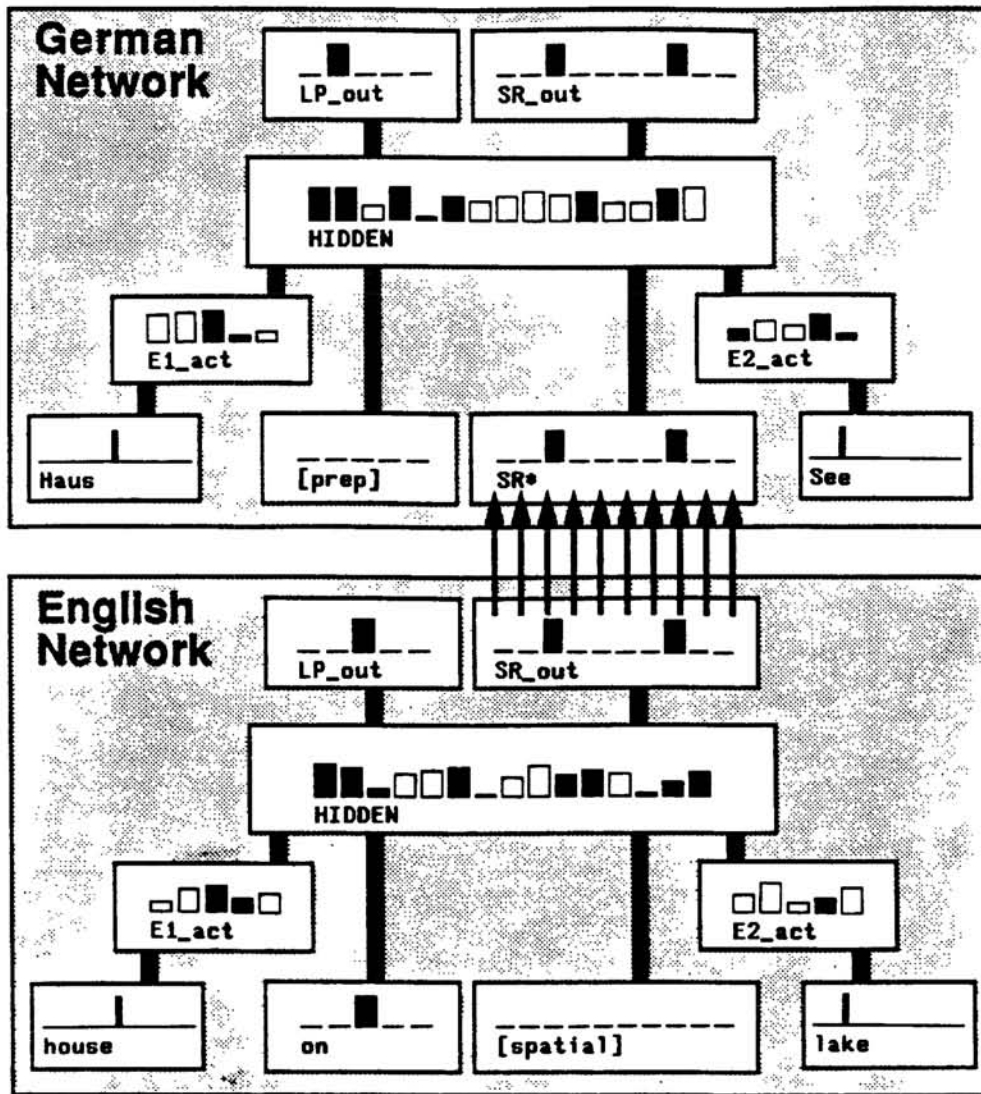 German
Network
LP_out
SR_out
HIDDEN
E1_act
E2_act
Haus
[prep]
SR*
See
English
Network
LP_out
SR_out
HIDDEN
E1_act
E2_act
house
on
[spatial]
lake